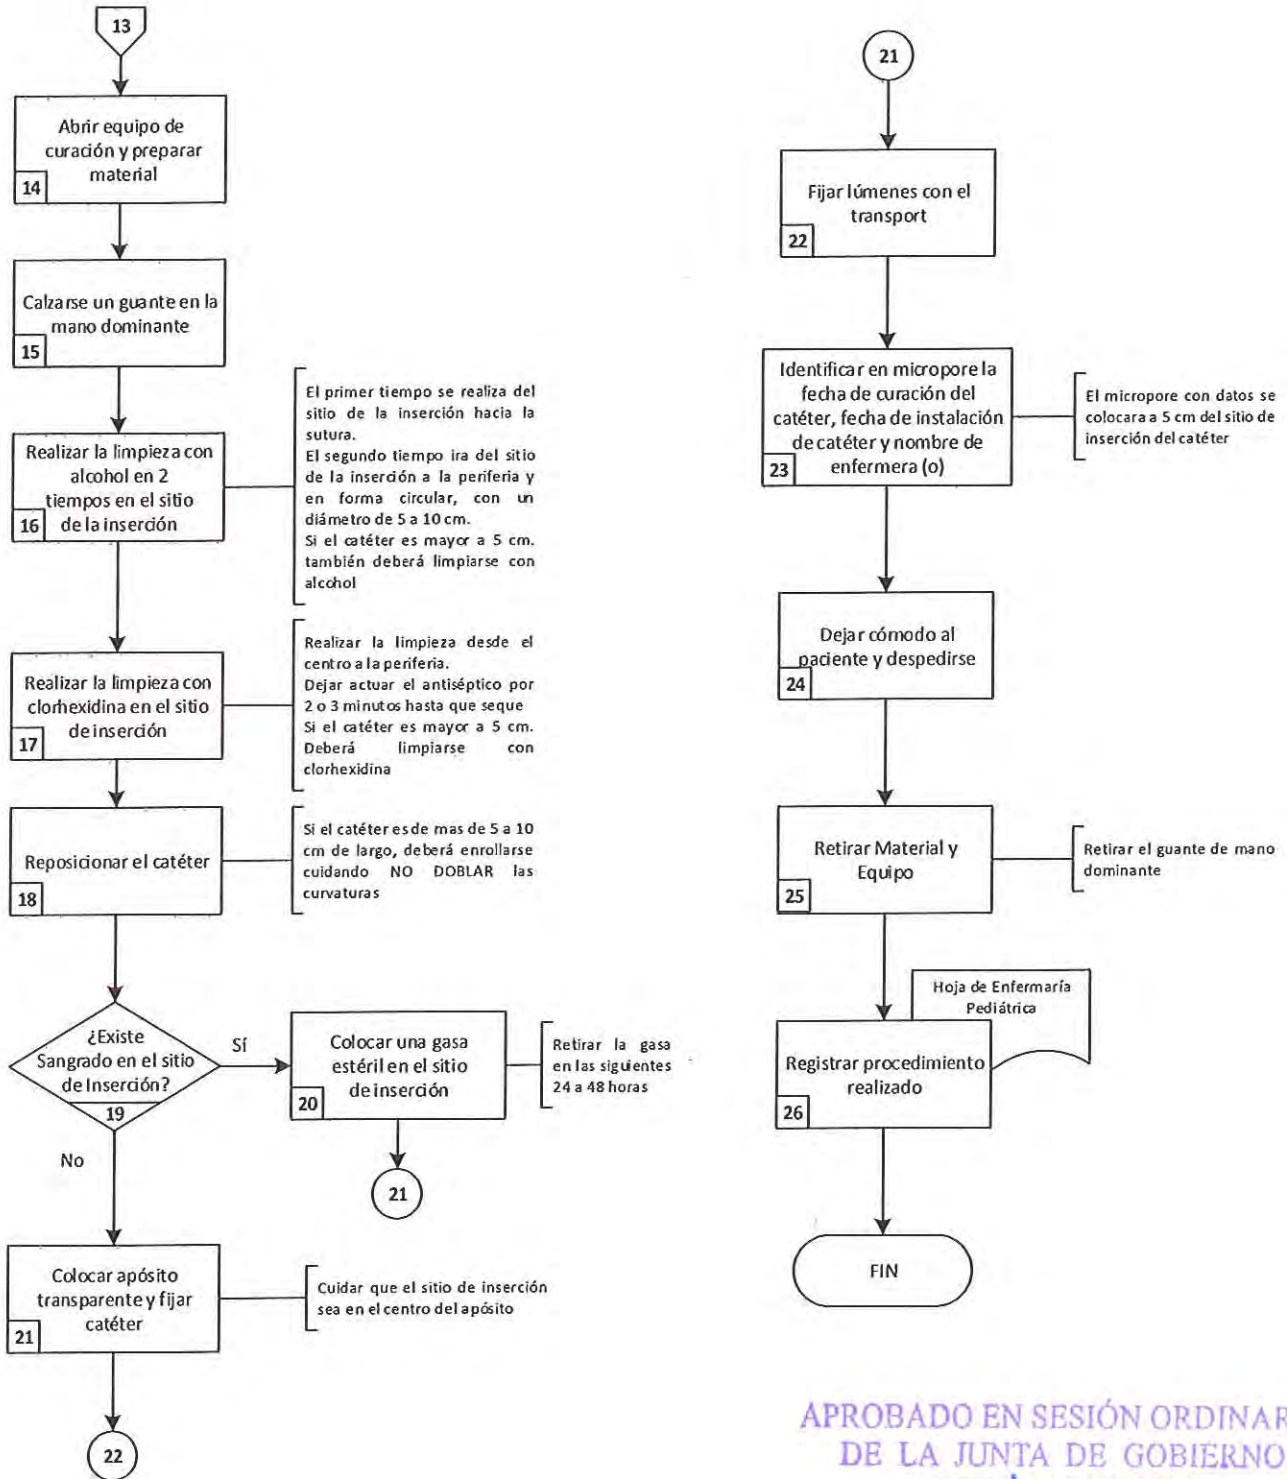 13
Abrir equipo de
curación y preparar
material
14
Calzarse un guante en la
mano dominante
15
Realizar la limpieza con
alcohol en 2
tiempos en el sitio
de la inserción
16
El primer tiempo se realiza del
sitio de la inserción hacia la
sutura.
El segundo tiempo ira del sitio
de la inserción a la periferia y
en forma circular, con un
diámetro de 5 a 10 cm.
Si el catéter es mayor a 5 cm.
también deberá limpiarse con
alcohol
Realizar la limpieza con
clorhexidina en el sitio
de inserción
17
Realizar la limpieza desde el
centro a la periferia.
Dejar actuar el antiséptico por
2 o 3 minutos hasta que seque
Si el catéter es mayor a 5 cm.
Deberá limpiarse con
clorhexidina
Reposicionar el catéter
18
Si el catéter es de mas de 5 a 10
cm de largo, deberá enrollarse
cuidando NO DOBLAR las
curvaturas
¿Existe
Sangrado en el sitio
de Inserción?
19
Sí
No
Colocar una gasa
estéril en el sitio
de inserción
20
Retirar la gasa
en las siguientes
24 a 48 horas
21
Colocar apósito
transparente y fijar
catéter
21
Cuidar que el sitio de inserción
sea en el centro del apósito
22
21
Fijar lúmenes con el
transport
22
Identificar en micropore la
fecha de curación del
catéter, fecha de instalación
de catéter y nombre de
enfermera (o)
23
El micropore con datos se
colocara a 5 cm del sitio de
inserción del catéter
Dejar cómodo al
paciente y despedirse
24
Retirar Material y
Equipo
25
Retirar el guante de mano
dominante
Hoja de Enfermaría
Pediátrica
Registrar procedimiento
realizado
26
FIN
APROBADO EN SESIÓN ORDINAR
DE LA JUNTA DE GOBIERNO